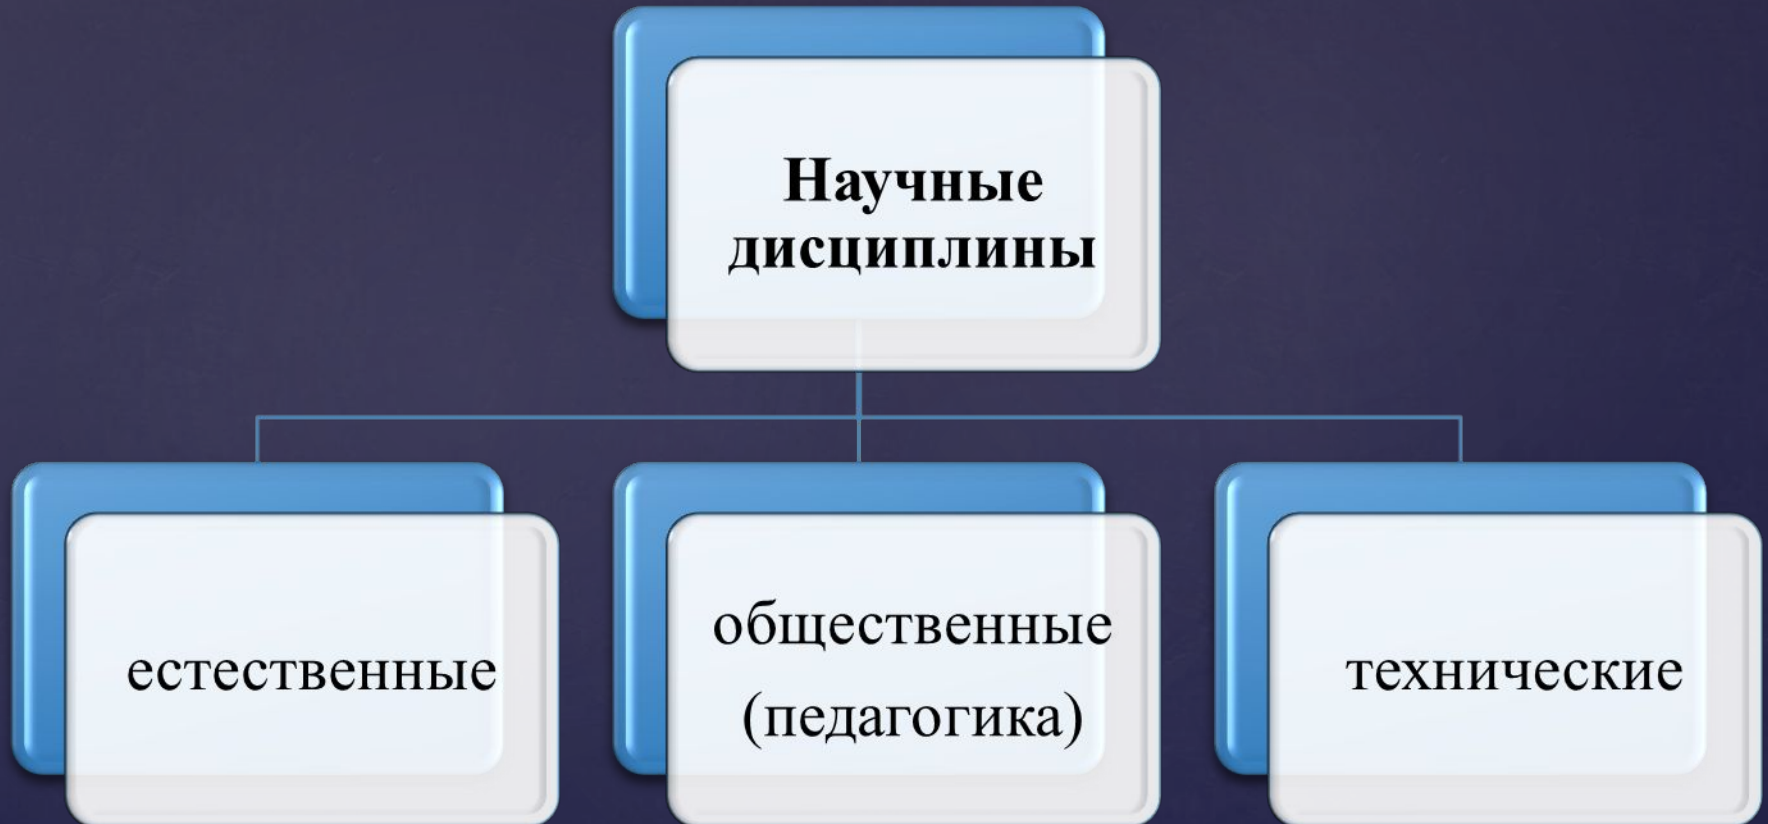 Научные
дисциплины
естественные
общественные
(педагогика)
технические